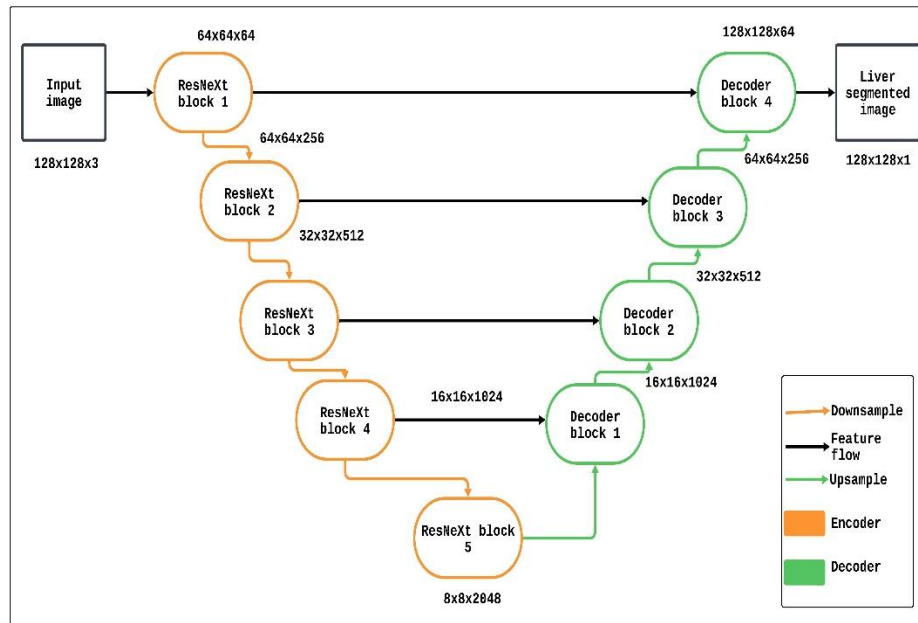 64x64x64
128x128x64
Input
image
ResNeXt
block 1
Decoder
block 4
Liver
segmented
image
128x128x3
64x64x256
64x64x256
128x128x1
ResNeXt
block 2
Decoder
block 3
32x32x512
32x32x512
ResNeXt
block 3
Decoder
block 2
16x16x1024
ResNeXt
block 4
16x16x1024
Decoder
block 1
ResNeXt block
5
8x8x2048
Downsample
Feature
flow
Upsample
Encoder
Decoder